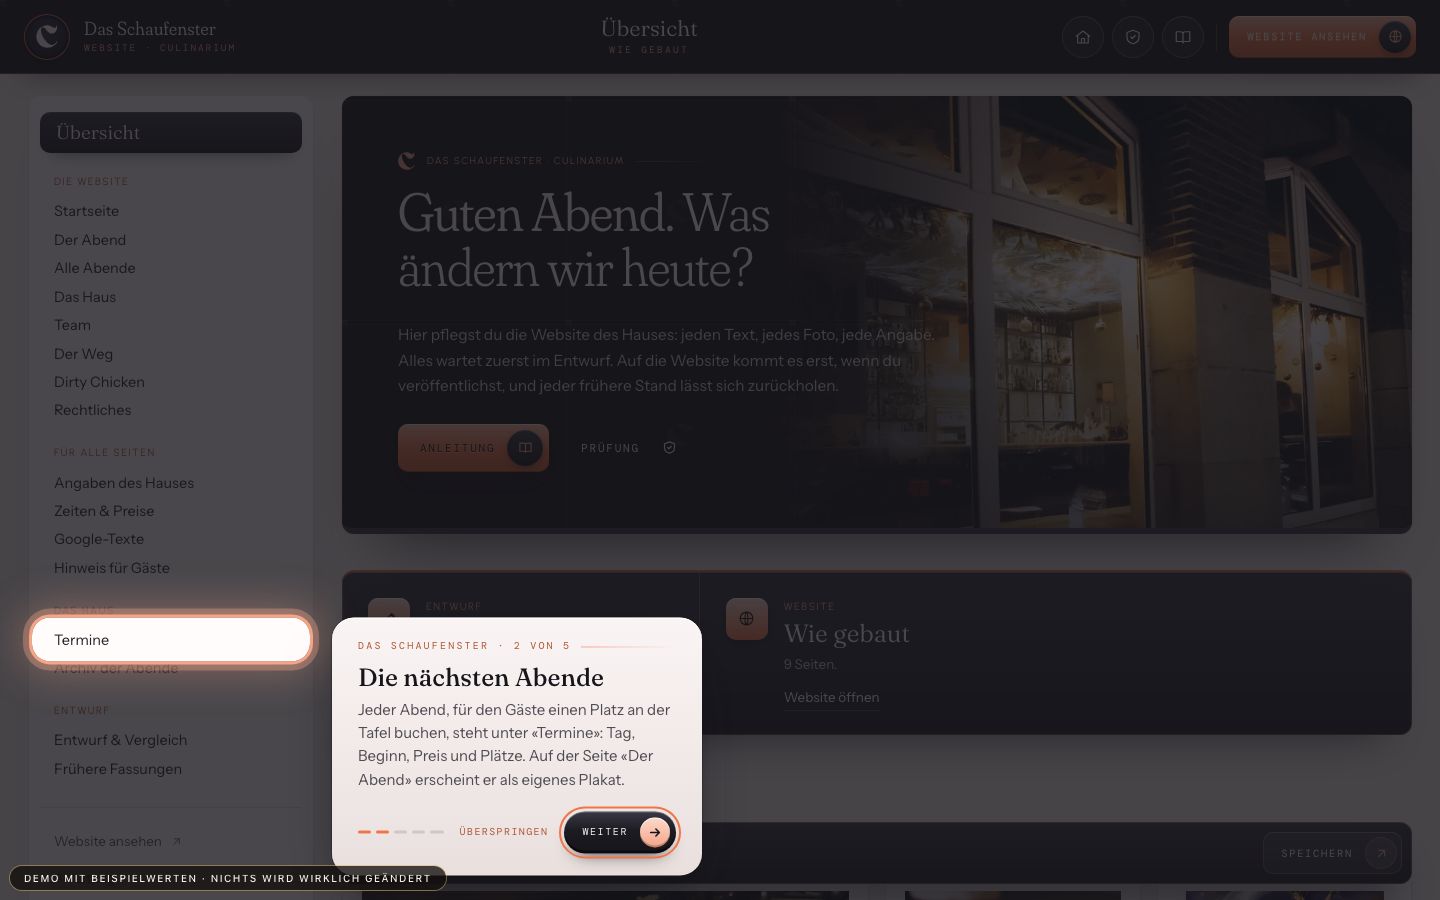 Das Schaufenster
WEBSITE · CULINARIUM
Übersicht
WIE GEBAUT
WEBSITE ANSEHEN
Übersicht
DIE WEBSITE
Startseite
Der Abend
Alle Abende
Das Haus
Team
Der Weg
Dirty Chicken
Rechtliches
FÜR ALLE SEITEN
Angaben des Hauses
Zeiten & Preise
Google-Texte
Hinweis für Gäste
DAS HAUS
Termine
Archiv der Abende
ENTWURF
Entwurf & Vergleich
Frühere Fassungen
Website ansehen
DAS SCHAUFENSTER · CULINARIUM
Guten Abend. Was
ändern wir heute?
Hier pflegst du die Website des Hauses: jeden Text, jedes Foto, jede Angabe.
Alles wartet zuerst im Entwurf. Auf die Website kommt es erst, wenn du
veröffentlichst, und jeder frühere Stand lässt sich zurückholen.
ANLEITUNG
PRÜFUNG
ENTWURF
WEBSITE
Wie gebaut
9 Seiten.
Website öffnen
DAS SCHAUFENSTER · 2 VON 5
Die nächsten Abende
Jeder Abend, für den Gäste einen Platz an der
Tafel buchen, steht unter «Termine»: Tag,
Beginn, Preis und Plätze. Auf der Seite «Der
Abend» erscheint er als eigenes Plakat.
ÜBERSPRINGEN
WEITER
SPEICHERN
DEMO MIT BEISPIELWERTEN · NICHTS WIRD WIRKLICH GEÄNDERT